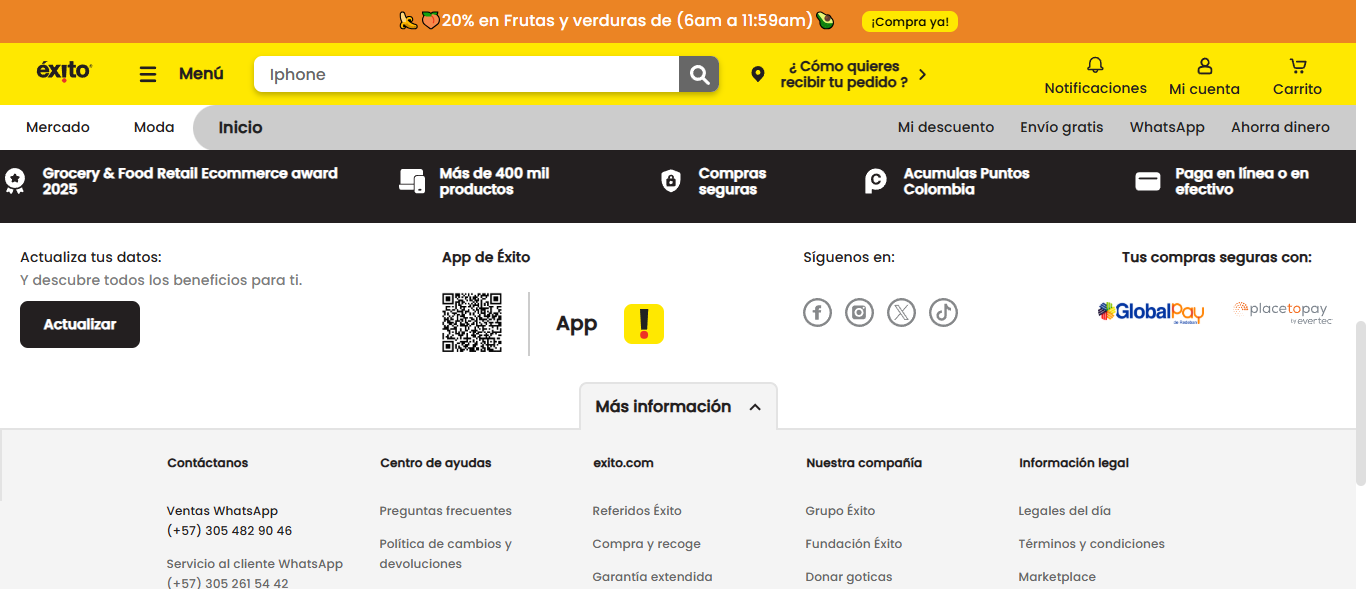 20% en Frutas y verduras de (6am a 11:59am)
¡Compra ya!
éxito
Menú
Iphone
¿ Cómo quieres
recibir tu pedido ?
Notificaciones
Mi cuenta
Carrito
Mercado
Moda
Inicio
Mi descuento
Envío gratis
WhatsApp
Ahorra dinero
Grocery & Food Retail Ecommerce award
2025
Más de 400 mil
productos
Compras
seguras
Acumulas Puntos
Colombia
Paga en línea o en
efectivo
Actualiza tus datos:
Y descubre todos los beneficios para ti.
Actualizar
App de Éxito
App
Síguenos en:
Tus compras seguras con:
GlobalPay
de Redeban
placetopay
by evertec
Más información
Contáctanos
Ventas WhatsApp
(+57) 305 482 90 46
Servicio al cliente WhatsApp
(+57) 305 261 54 42
Centro de ayudas
Preguntas frecuentes
Política de cambios y
devoluciones
exito.com
Referidos Éxito
Compra y recoge
Garantía extendida
Nuestra compañía
Grupo Éxito
Fundación Éxito
Donar goticas
Información legal
Legales del día
Términos y condiciones
Marketplace